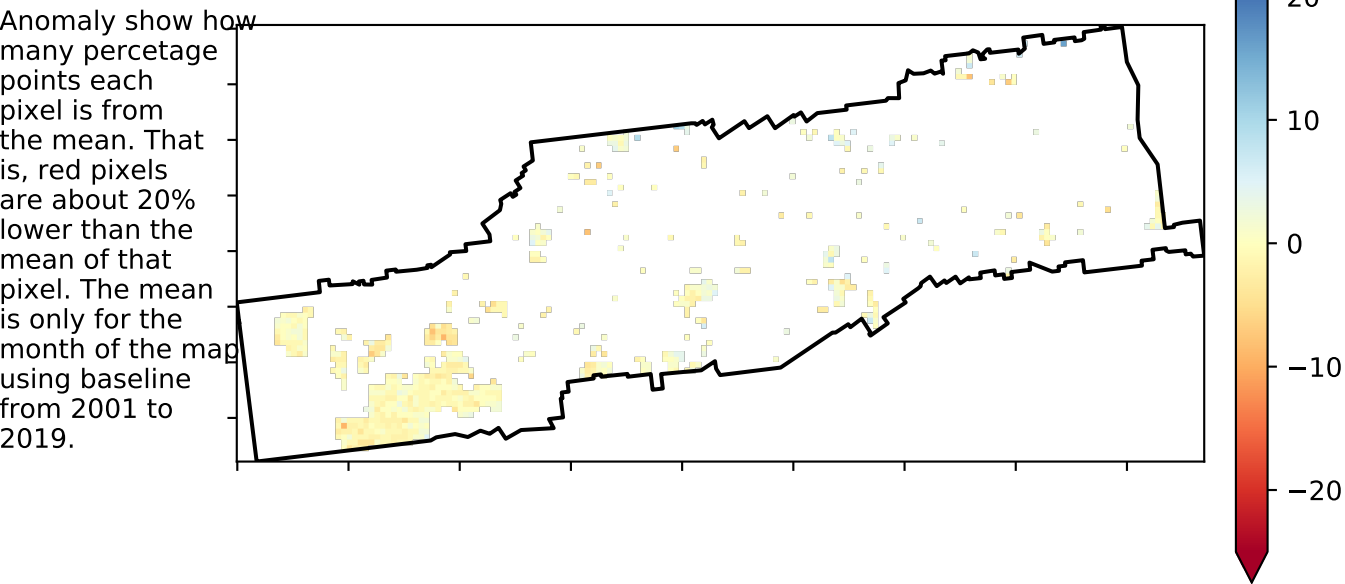 Anomaly show how
many percetage
points each
pixel is from
the mean. That
is, red pixels
are about 20%
lower than the
mean of that
pixel. The mean
is only for the
month of the map
using baseline
from 2001 to
2019.
20
10
0
−10
−20